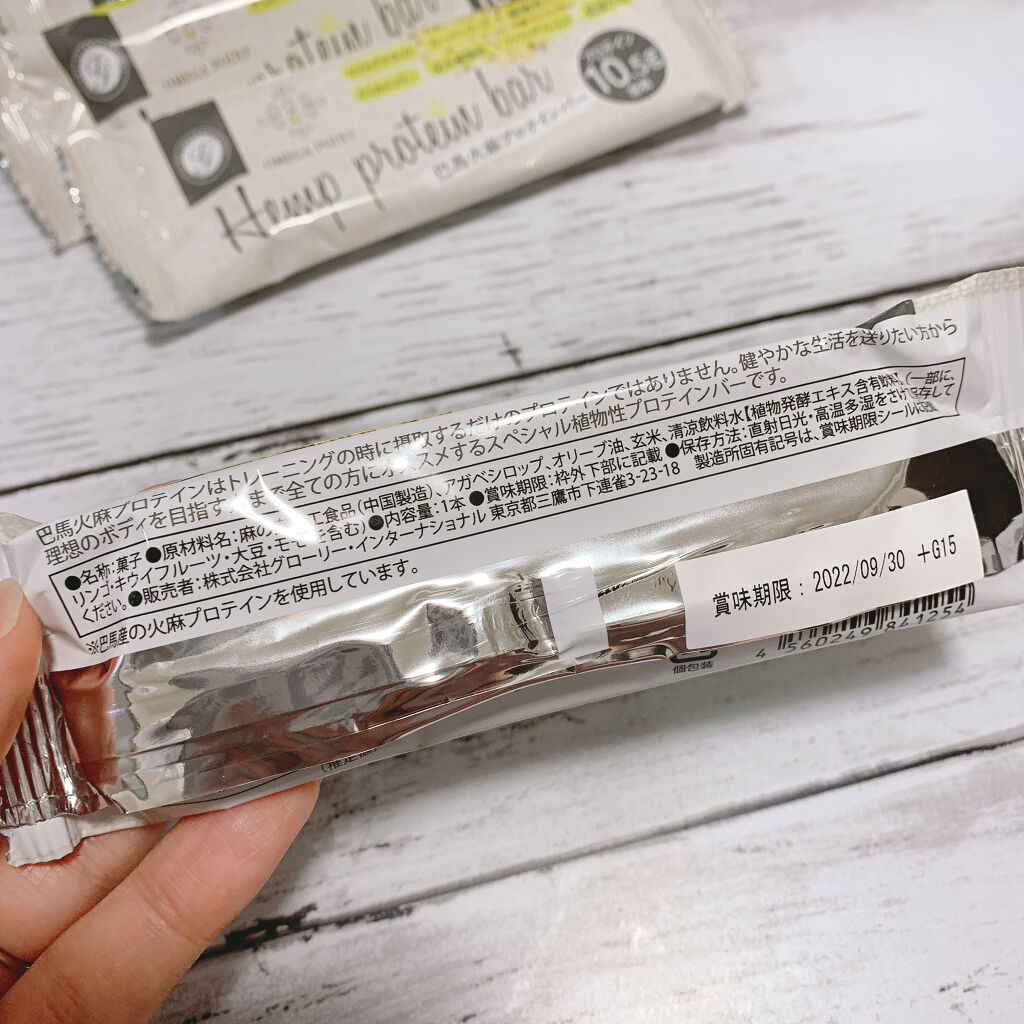 protein bar
OMEGA POINT
プロテイン
10.5g
Hemp protein bar
巴馬火麻プロテインバー
巴馬火麻プロテインはトレーニングの時に摂取するだけのプロテインではありません。健やかな生活を送りたい方から
理想のボディを目指す まで全ての方にオススメするスペシャル植物性プロテインバーです。
●名称:菓子 ●原材料名:麻の 工食品(中国製造)、アガベシロップ、オリーブ油、玄米、清涼飲料水【植物発酵エキス含有飲料】(一部に、
リンゴ・キウイフルーツ・大豆・モモを含む) ●内容量:1本 ●賞味期限:枠外下部に記載 ●保存方法:直射日光・高温多湿をさけ保存して
ください。●販売者:株式会社グローリー・インターナショナル 東京都三鷹市下連雀3-23-18 製造所固有記号は、賞味期限シールに
※巴馬産の火麻プロテインを使用しています。
賞味期限: 2022/09/30 +G15
4 560249 841254
個包装
(推定値)